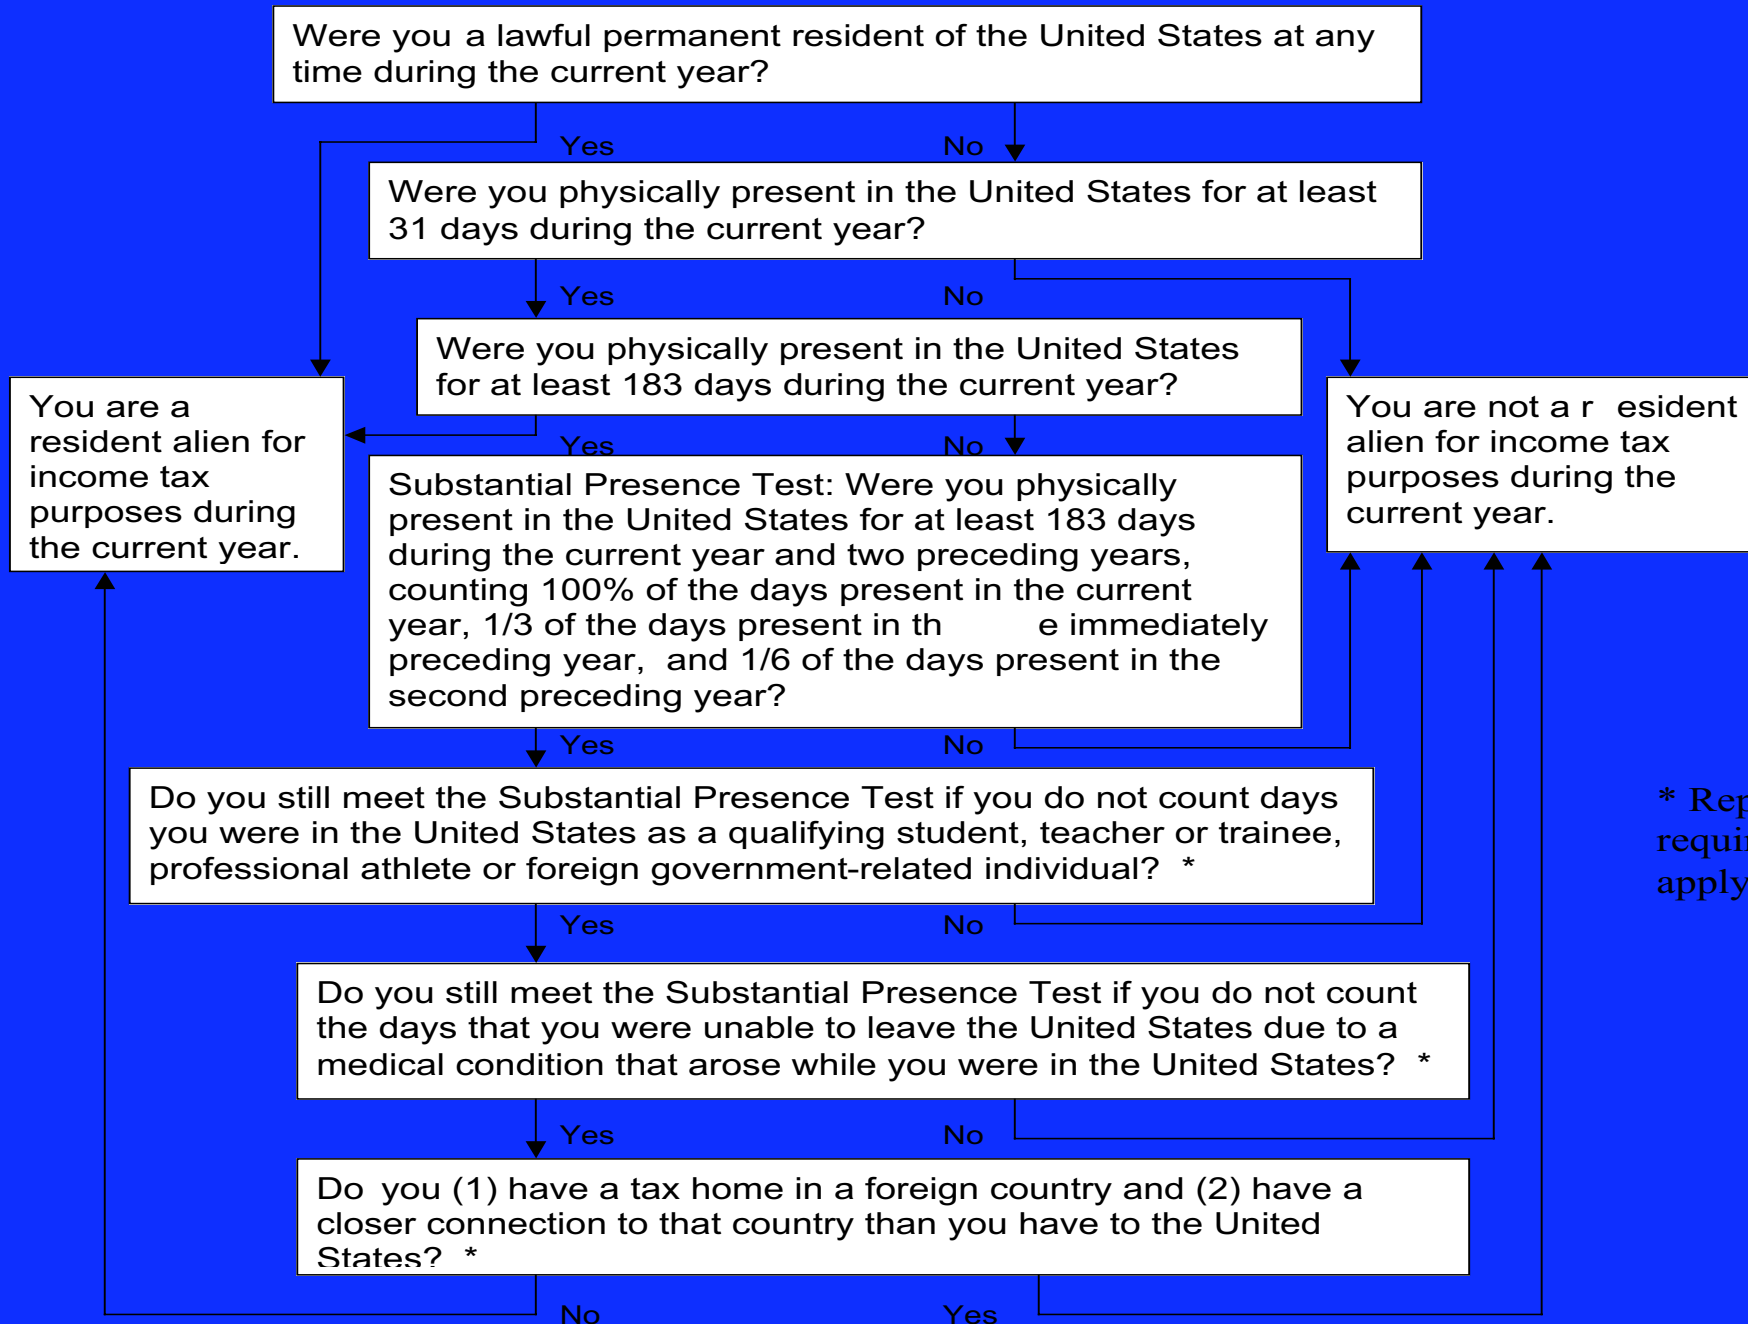 Were you a lawful permanent resident of the United States at any
time during the current year?
Yes
No
Were you physically present in the United States for at least
31 days during the current year?
Yes
No
Were you physically present in the United States
for at least 183 days during the current year?
Yes
No
You are a
resident alien for
income tax
purposes during
the current year.
You are not a r esident
alien for income tax
purposes during the
current year.
Substantial Presence Test: Were you physically
present in the United States for at least 183 days
during the current year and two preceding years,
counting 100% of the days present in the current
year, 1/3 of the days present in th e immediately
preceding year, and 1/6 of the days present in the
second preceding year?
Yes
No
Do you still meet the Substantial Presence Test if you do not count days
you were in the United States as a qualifying student, teacher or trainee,
professional athlete or foreign government-related individual? *
Yes
No
* Rep
requir
apply
Do you still meet the Substantial Presence Test if you do not count
the days that you were unable to leave the United States due to a
medical condition that arose while you were in the United States? *
Yes
No
Do you (1) have a tax home in a foreign country and (2) have a
closer connection to that country than you have to the United
States? *
No
Yes